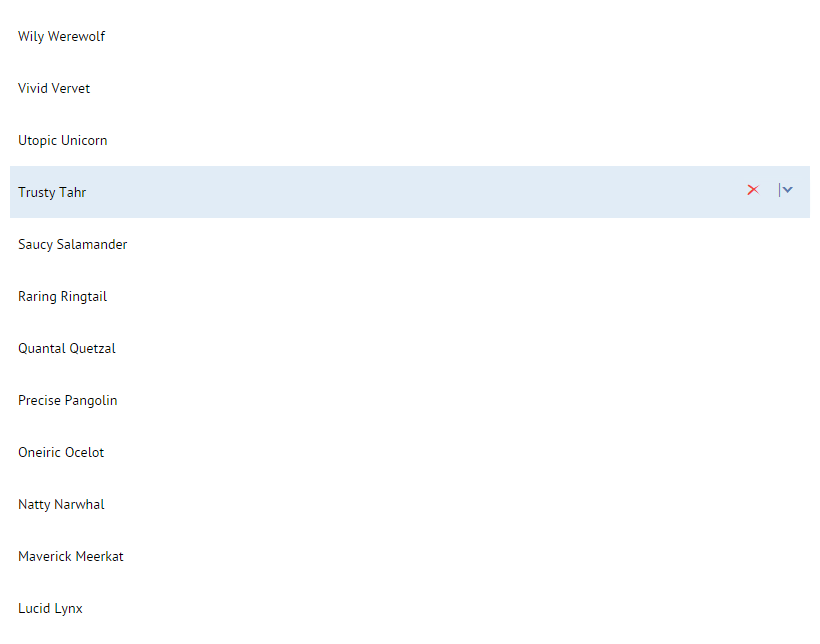 Wily Werewolf
Vivid Vervet
Utopic Unicorn
Trusty Tahr
Saucy Salamander
Raring Ringtail
Quantal Quetzal
Precise Pangolin
Oneiric Ocelot
Natty Narwhal
Maverick Meerkat
Lucid Lynx